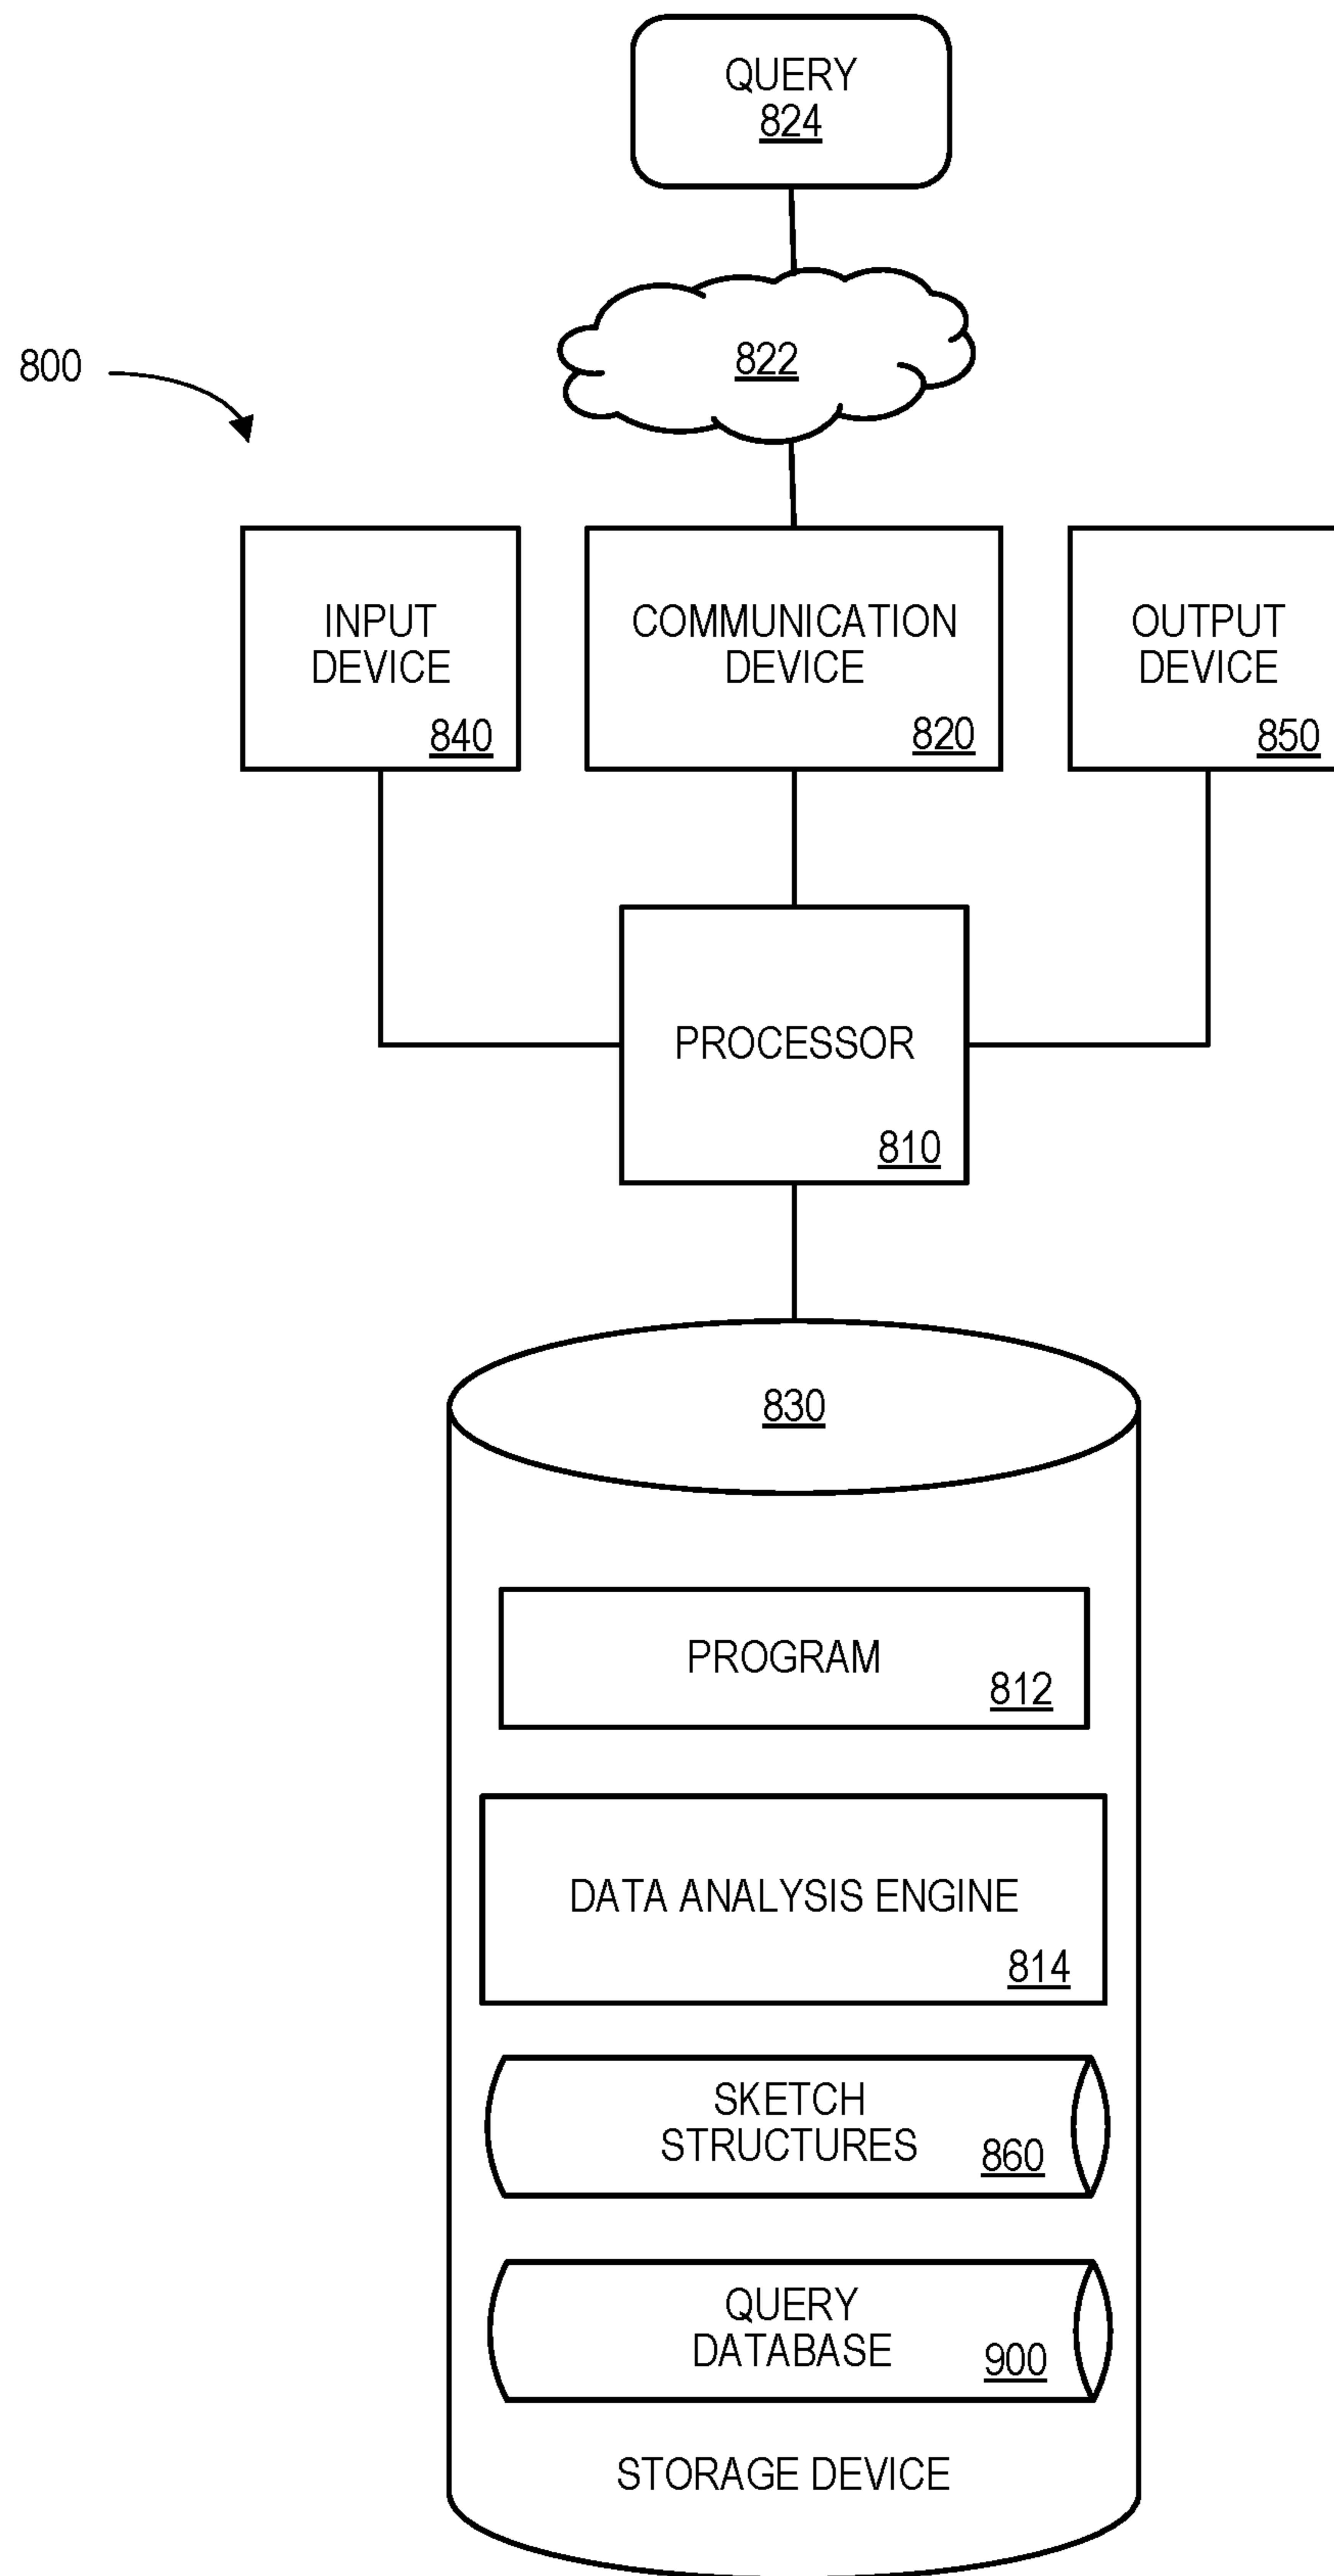 QUERY
824
822
800
INPUT
DEVICE
840
COMMUNICATION
DEVICE
820
OUTPUT
DEVICE
850
PROCESSOR
810
830
PROGRAM
812
DATA ANALYSIS ENGINE
814
SKETCH
STRUCTURES
860
QUERY
DATABASE
900
STORAGE DEVICE